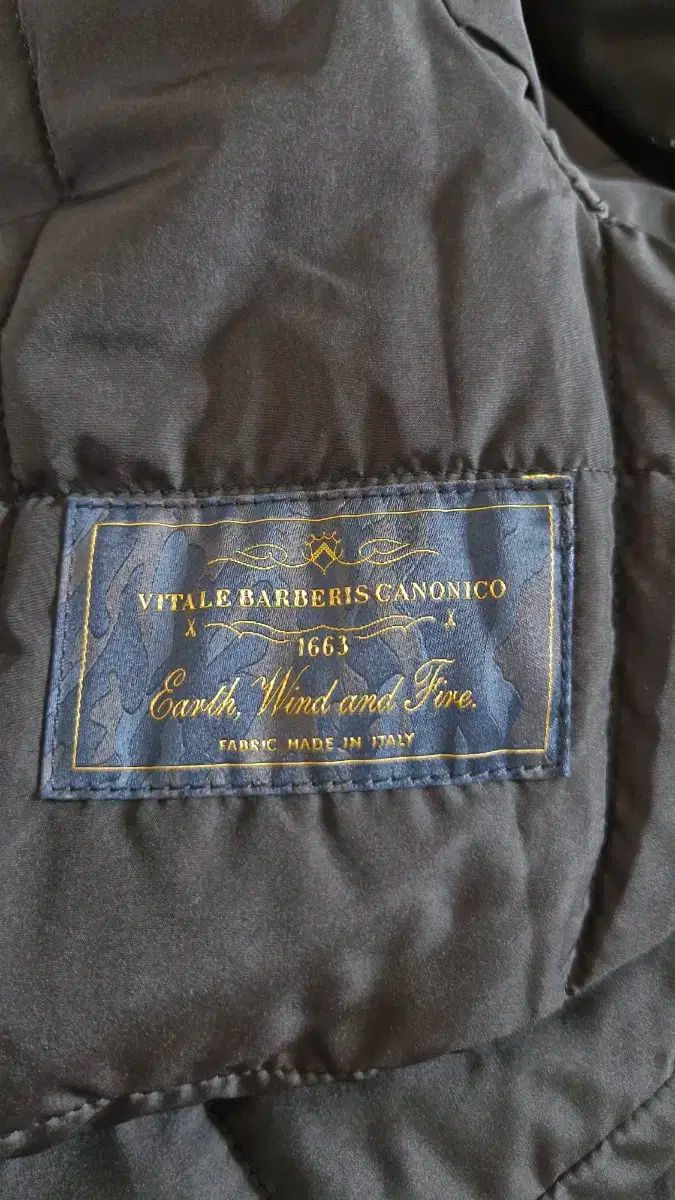 VITALE BARBERIS CANONICO
1663
Earth, Wind and Fire.
FABRIC MADE IN ITALY